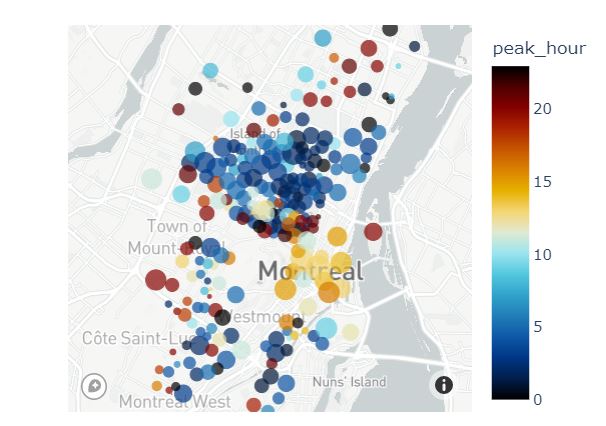 peak_hour
20
15
10
5
0
Island of
Town of
Mount-Royal
Montreal
Westmount
Côte Saint-Luc
Nuns' Island
Montreal West